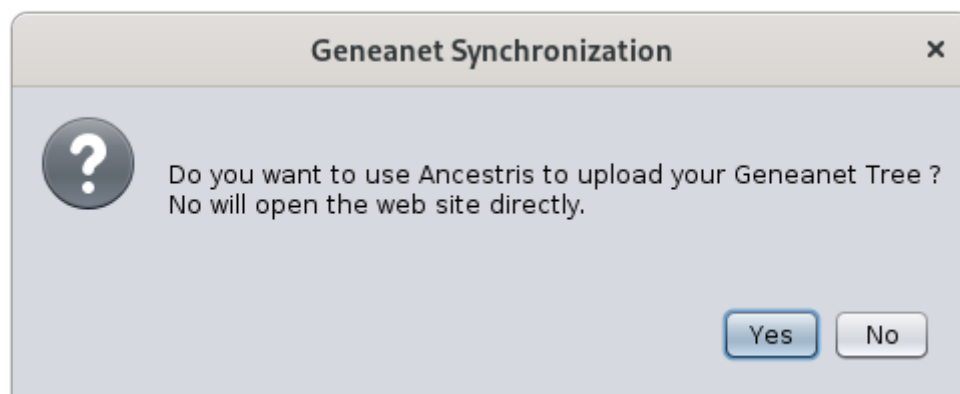 Geneanet Synchronization
Do you want to use Ancestris to upload your Geneanet Tree ?
No will open the web site directly.
Yes No